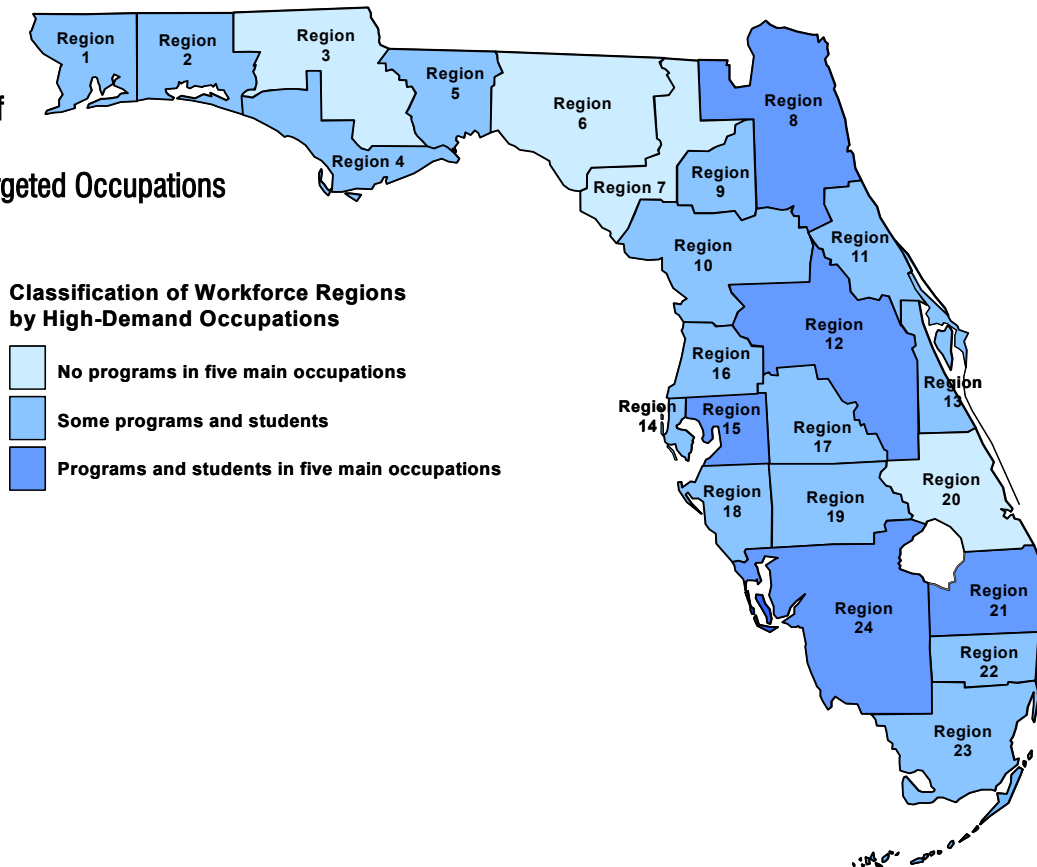 Region
1
Region
2
Region
3
Region 4
Region
5
Region
6
Region 7
Region
8
Region
9
Region
10
Region
11
Region
12
Region
13
Region
14
Region
15
Region
16
Region
17
Region
18
Region
19
Region
20
Region
21
Region
22
Region
23
Region
24
f
rgeted Occupations
Classification of Workforce Regions
by High-Demand Occupations
No programs in five main occupations
Some programs and students
Programs and students in five main occupations